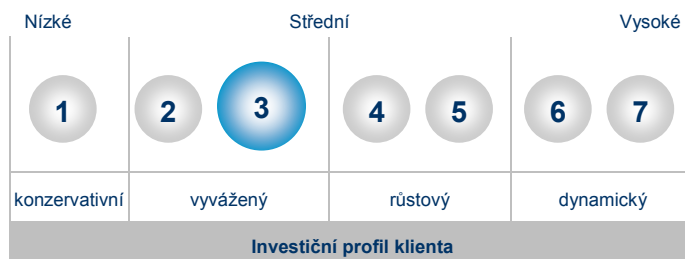 Nízké Střední Vysoké
1 2 3 4 5 6 7
konzervativní vyvážený růstový dynamický
Investiční profil klienta